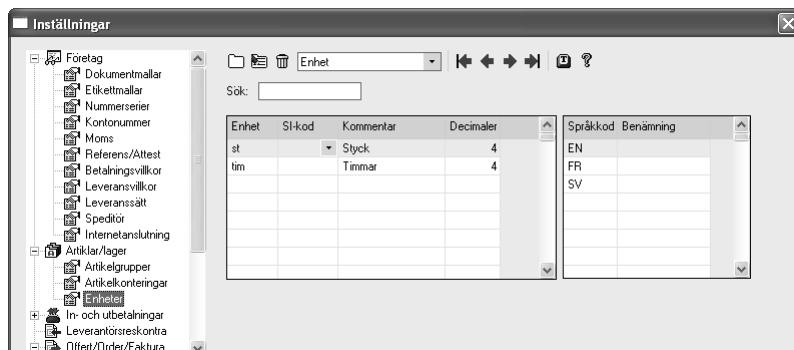 Inställningar
Företag
Dokumentmallar
Etikettmallar
Nummerserier
Kontonummer
Moms
Referens/Attest
Betalningsvillkor
Leveransvillkor
Leveranssätt
Speditör
Internetanslutning
Artiklar/lager
Artikelgrupper
Artikelkonteringar
Enheter
In- och utbetalningar
Leverantörsreskontra
Offert/Order/Faktura
Enhet
Sök:
Enhet SI-kod Kommentar Decimaler
st Styck 4
tim Timmar 4
Språkkod Benämning
EN
FR
SV